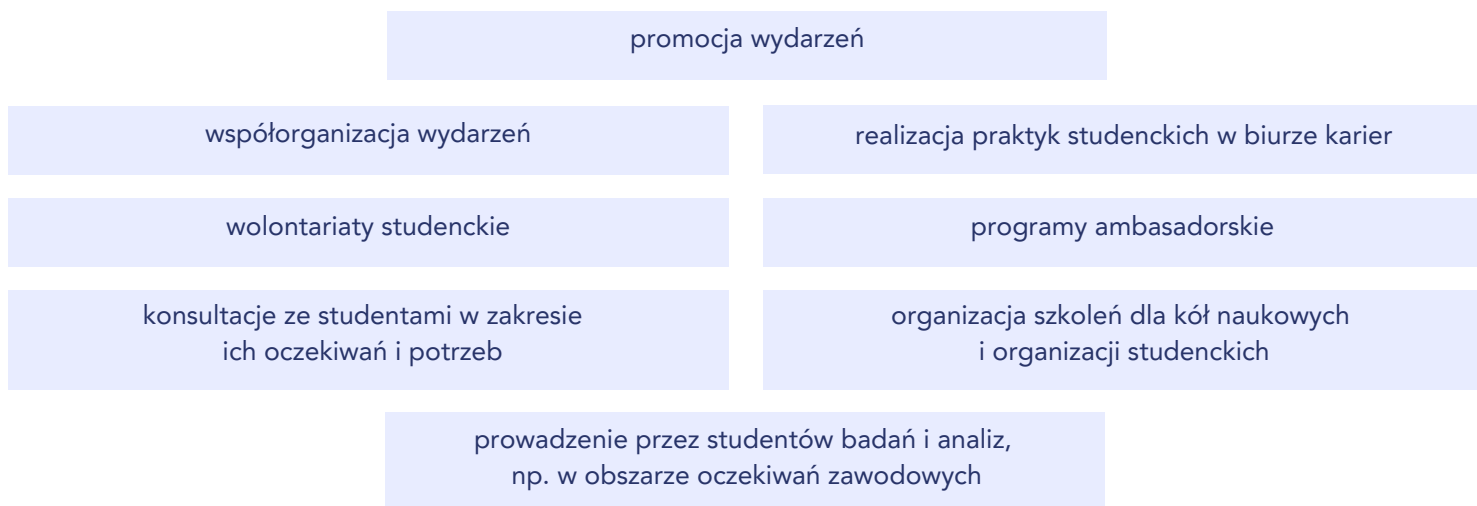 promocja wydarzeń
współorganizacja wydarzeń
realizacja praktyk studenckich w biurze karier
wolontariaty studenckie
programy ambasadorskie
konsultacje ze studentami w zakresie
ich oczekiwań i potrzeb
organizacja szkoleń dla kół naukowych
i organizacji studenckich
prowadzenie przez studentów badań i analiz,
np. w obszarze oczekiwań zawodowych